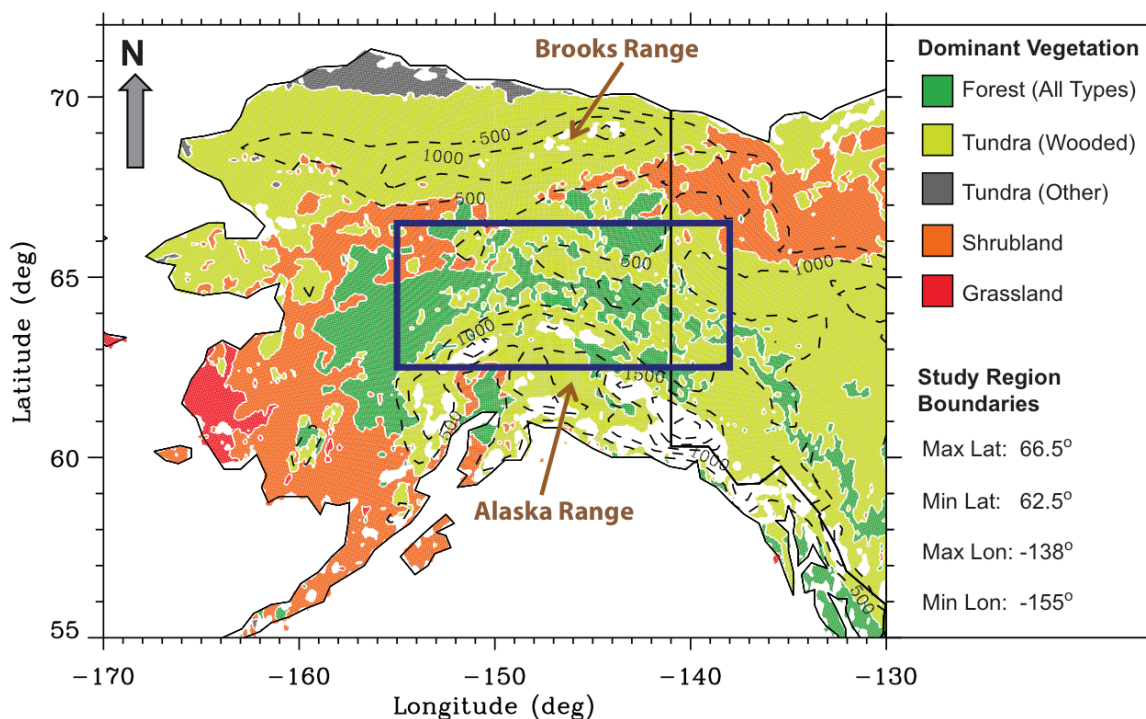 N
Brooks Range
500
1000
500
500
1000
1000
1500
500
1000
500
Alaska Range
70
65
60
55
Latitude (deg)
-170
-160
-150
-140
-130
Longitude (deg)
Dominant Vegetation
Forest (All Types)
Tundra (Wooded)
Tundra (Other)
Shrubland
Grassland
Study Region
Boundaries
Max Lat: 66.5°
Min Lat: 62.5°
Max Lon: -138°
Min Lon: -155°